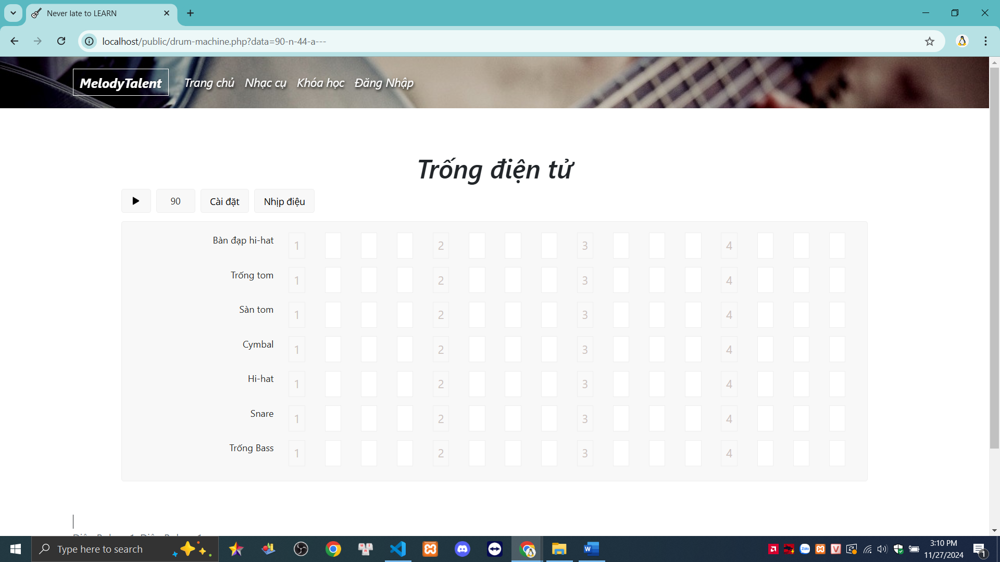 Never late to LEARN
localhost/public/drum-machine.php?data=90-n-44-a---
MelodyTalent Trang chủ Nhạc cụ Khóa học Đăng Nhập
Trống điện tử
90 Cài đặt Nhịp điệu
Bàn đạp hi-hat 1 2 3 4
Trống tom 1 2 3 4
Sàn tom 1 2 3 4
Cymbal 1 2 3 4
Hi-hat 1 2 3 4
Snare 1 2 3 4
Trống Bass 1 2 3 4
Type here to search
3:10 PM
11/27/2024
1